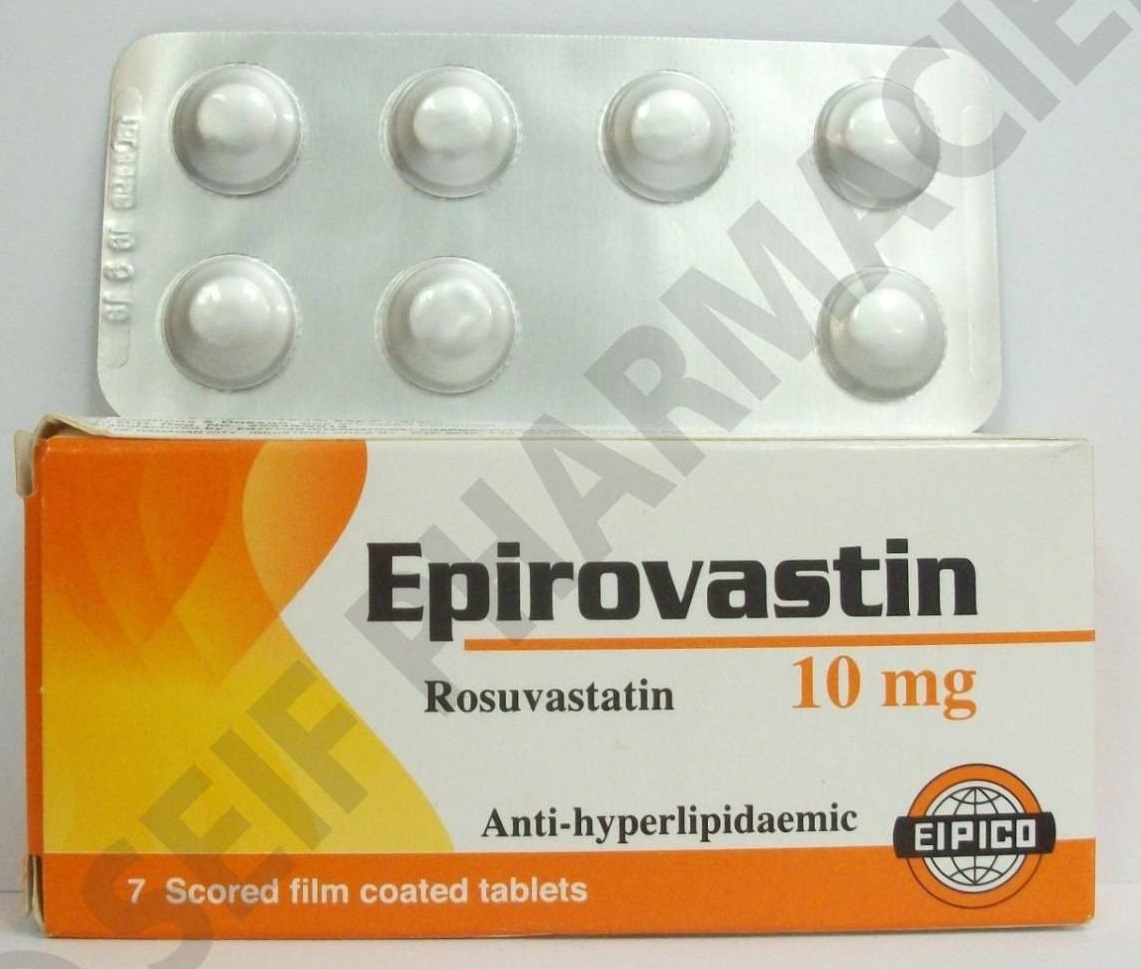 Epirovastin
Rosuvastatin
10 mg
Anti-hyperlipidaemic
EIPICO
7 Scored film coated tablets
SEIF PHARMACIE